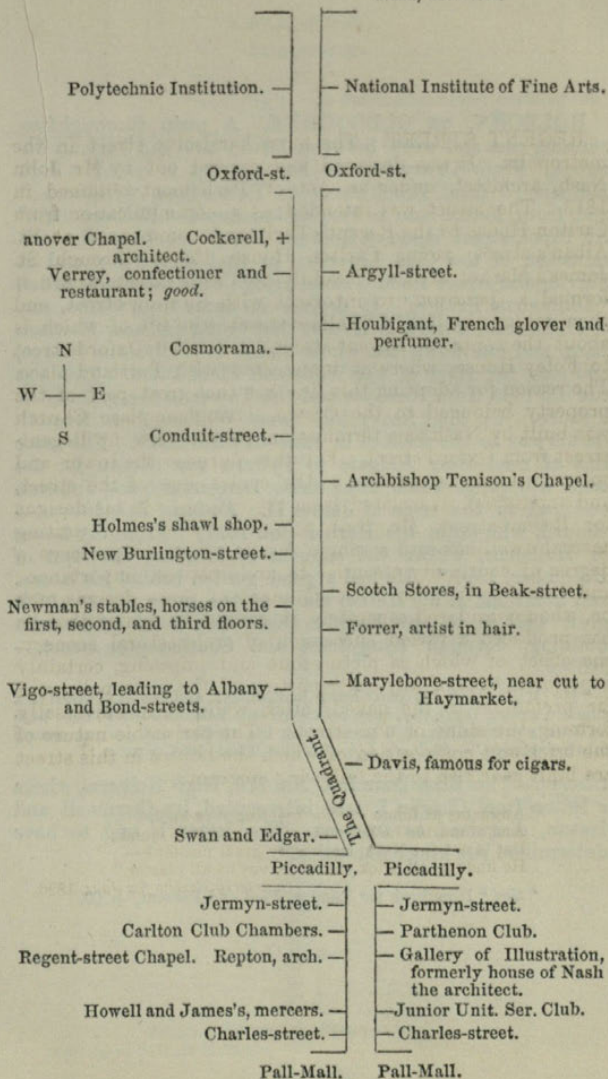 Polytechnic Institution.
National Institute of Fine Arts.
Oxford-st.
Oxford-st.
anover Chapel. Cockerell, +
architect.
Verrey, confectioner and
restaurant; good.
Argyll-street.
Houbigant, French glover and
perfumer.
Cosmorama.
N
W E
S
Conduit-street.
Archbishop Tenison's Chapel.
Holmes's shawl shop.
New Burlington-street.
Scotch Stores, in Beak-street.
Newman's stables, horses on the
first, second, and third floors.
Forrer, artist in hair.
Vigo-street, leading to Albany
and Bond-streets.
Marylebone-street, near cut to
Haymarket.
The Quadrant.
Davis, famous for cigars.
Swan and Edgar.
Piccadilly.
Piccadilly.
Jermyn-street.
Jermyn-street.
Carlton Club Chambers.
Parthenon Club.
Regent-street Chapel. Repton, arch.
Gallery of Illustration,
formerly house of Nash
the architect.
Howell and James's, mercers.
Junior Unit. Ser. Club.
Charles-street.
Charles-street.
Pall-Mall.
Pall-Mall.